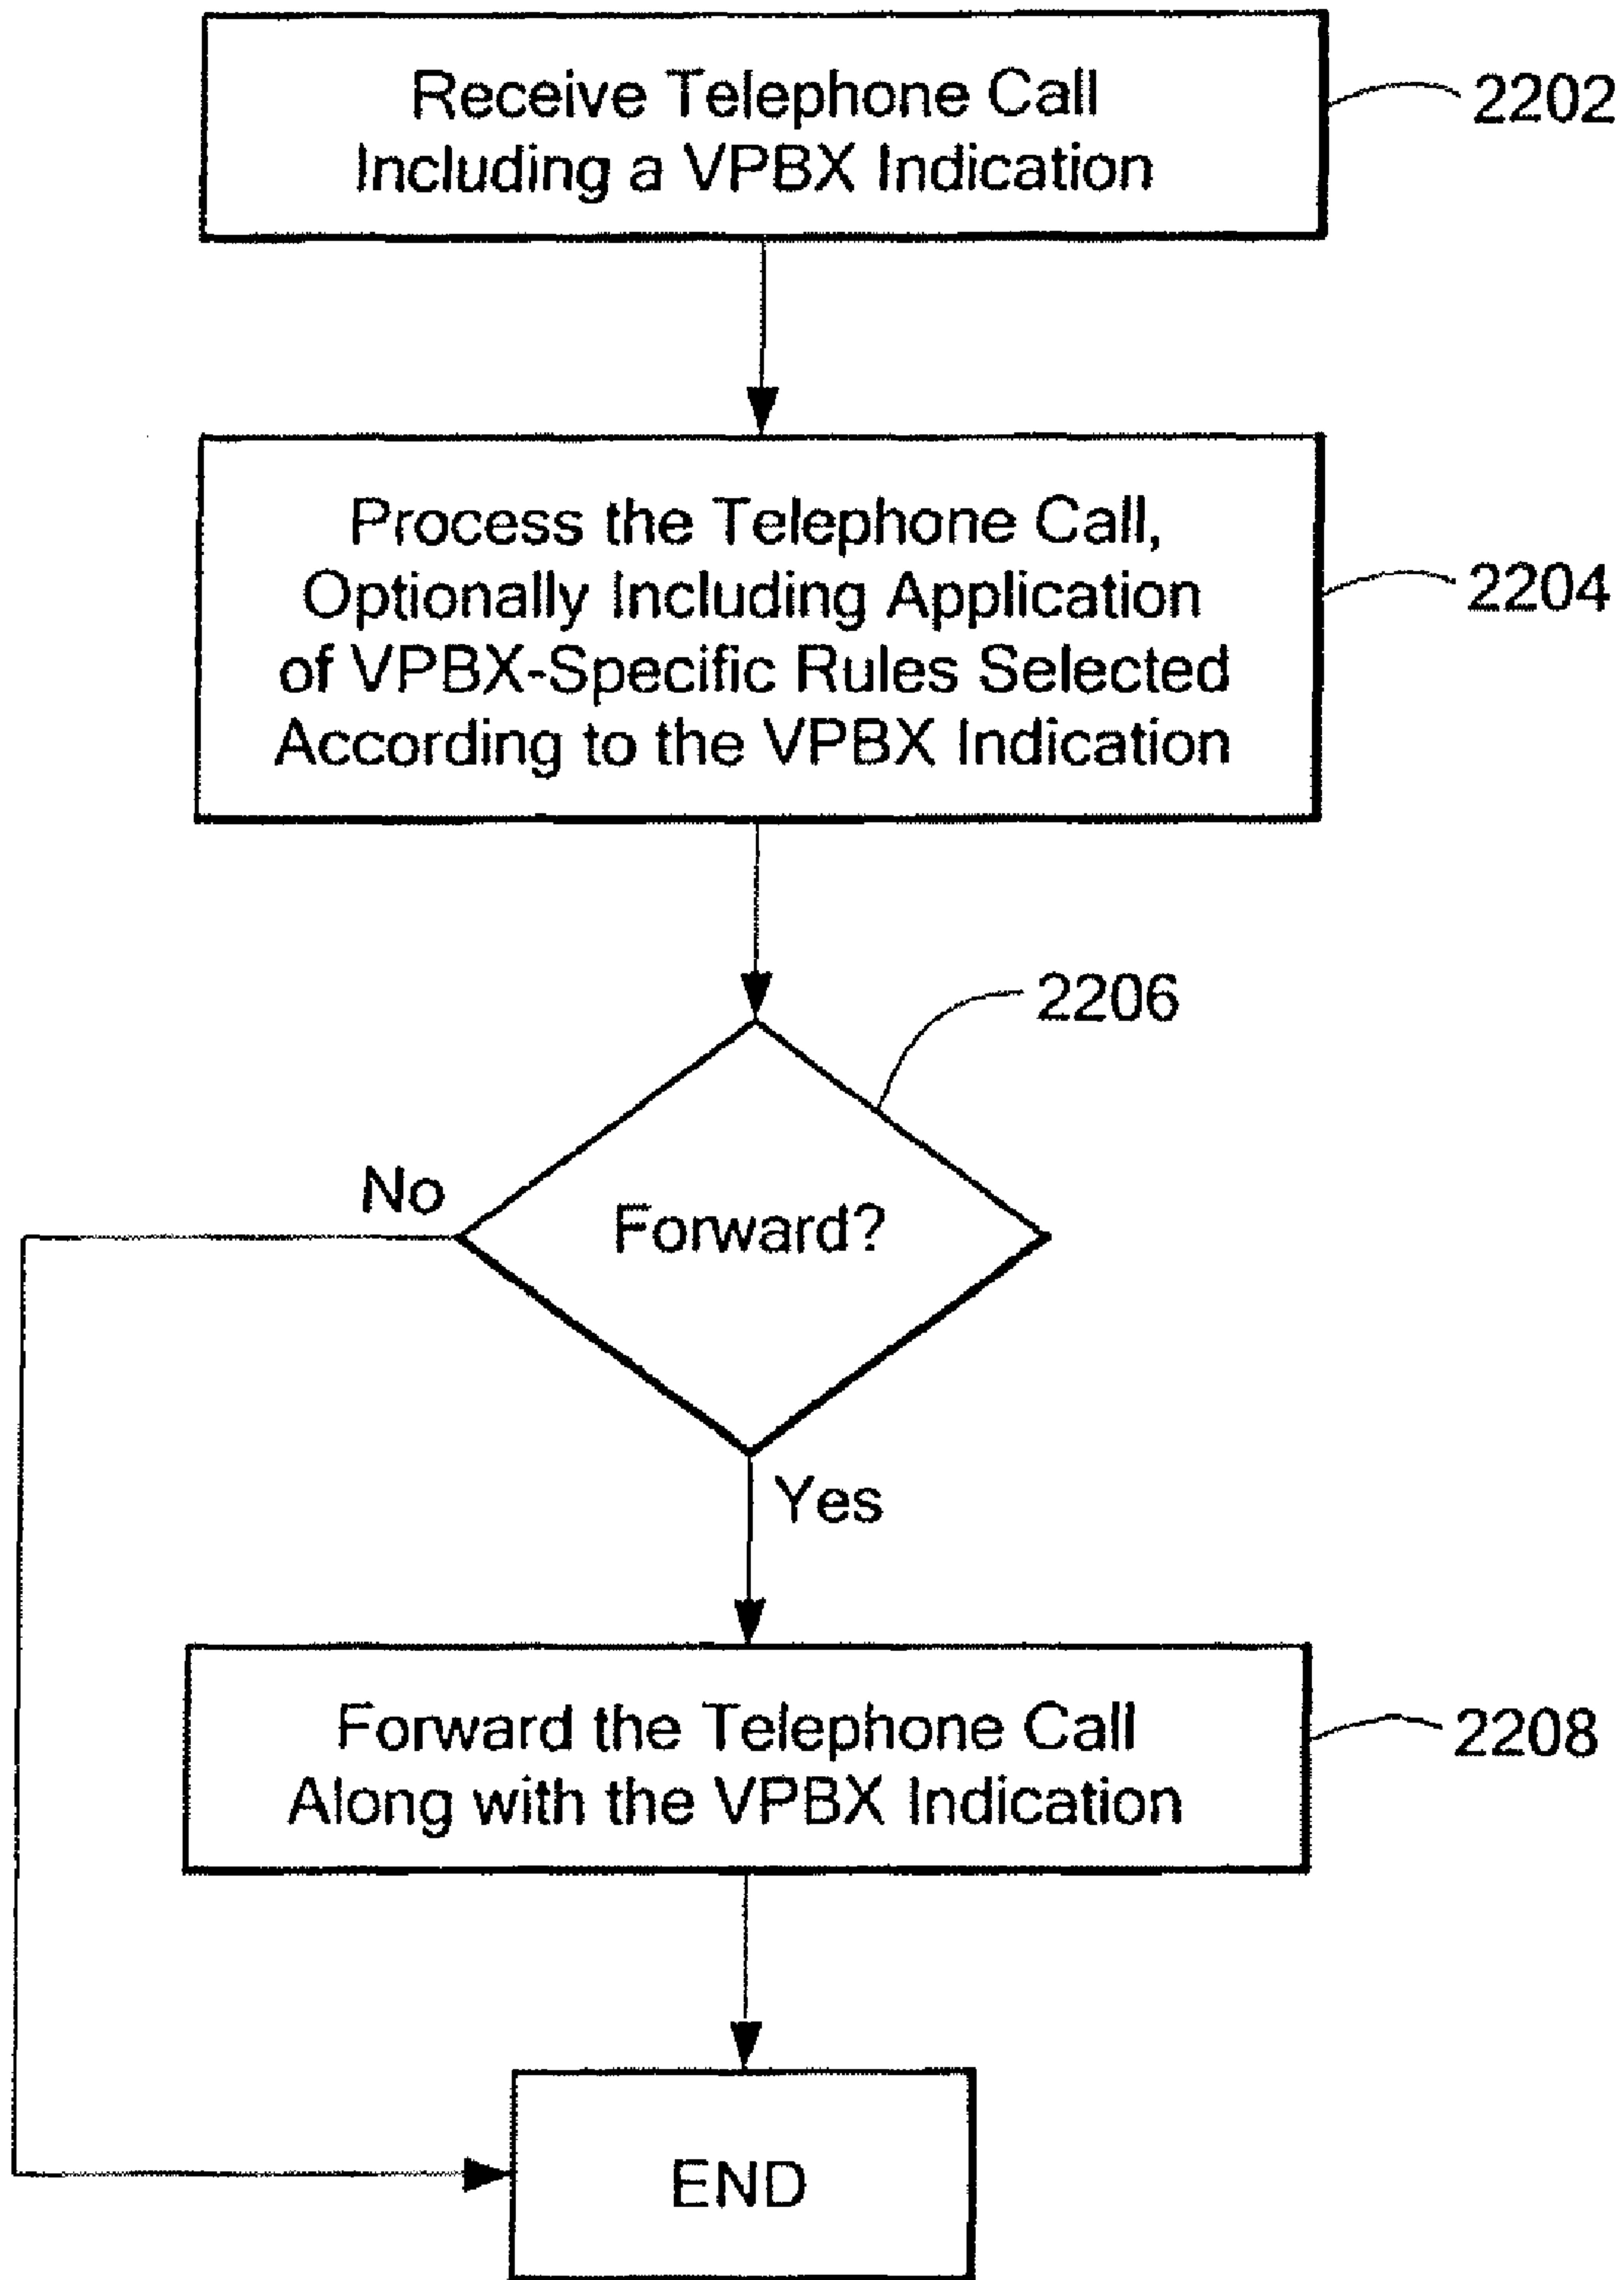 Receive Telephone Call
Including a VPBX Indication
2202
Process the Telephone Call,
Optionally Including Application
of VPBX-Specific Rules Selected
According to the VPBX Indication
2204
2206
Forward?
No
Yes
Forward the Telephone Call
Along with the VPBX Indication
2208
END